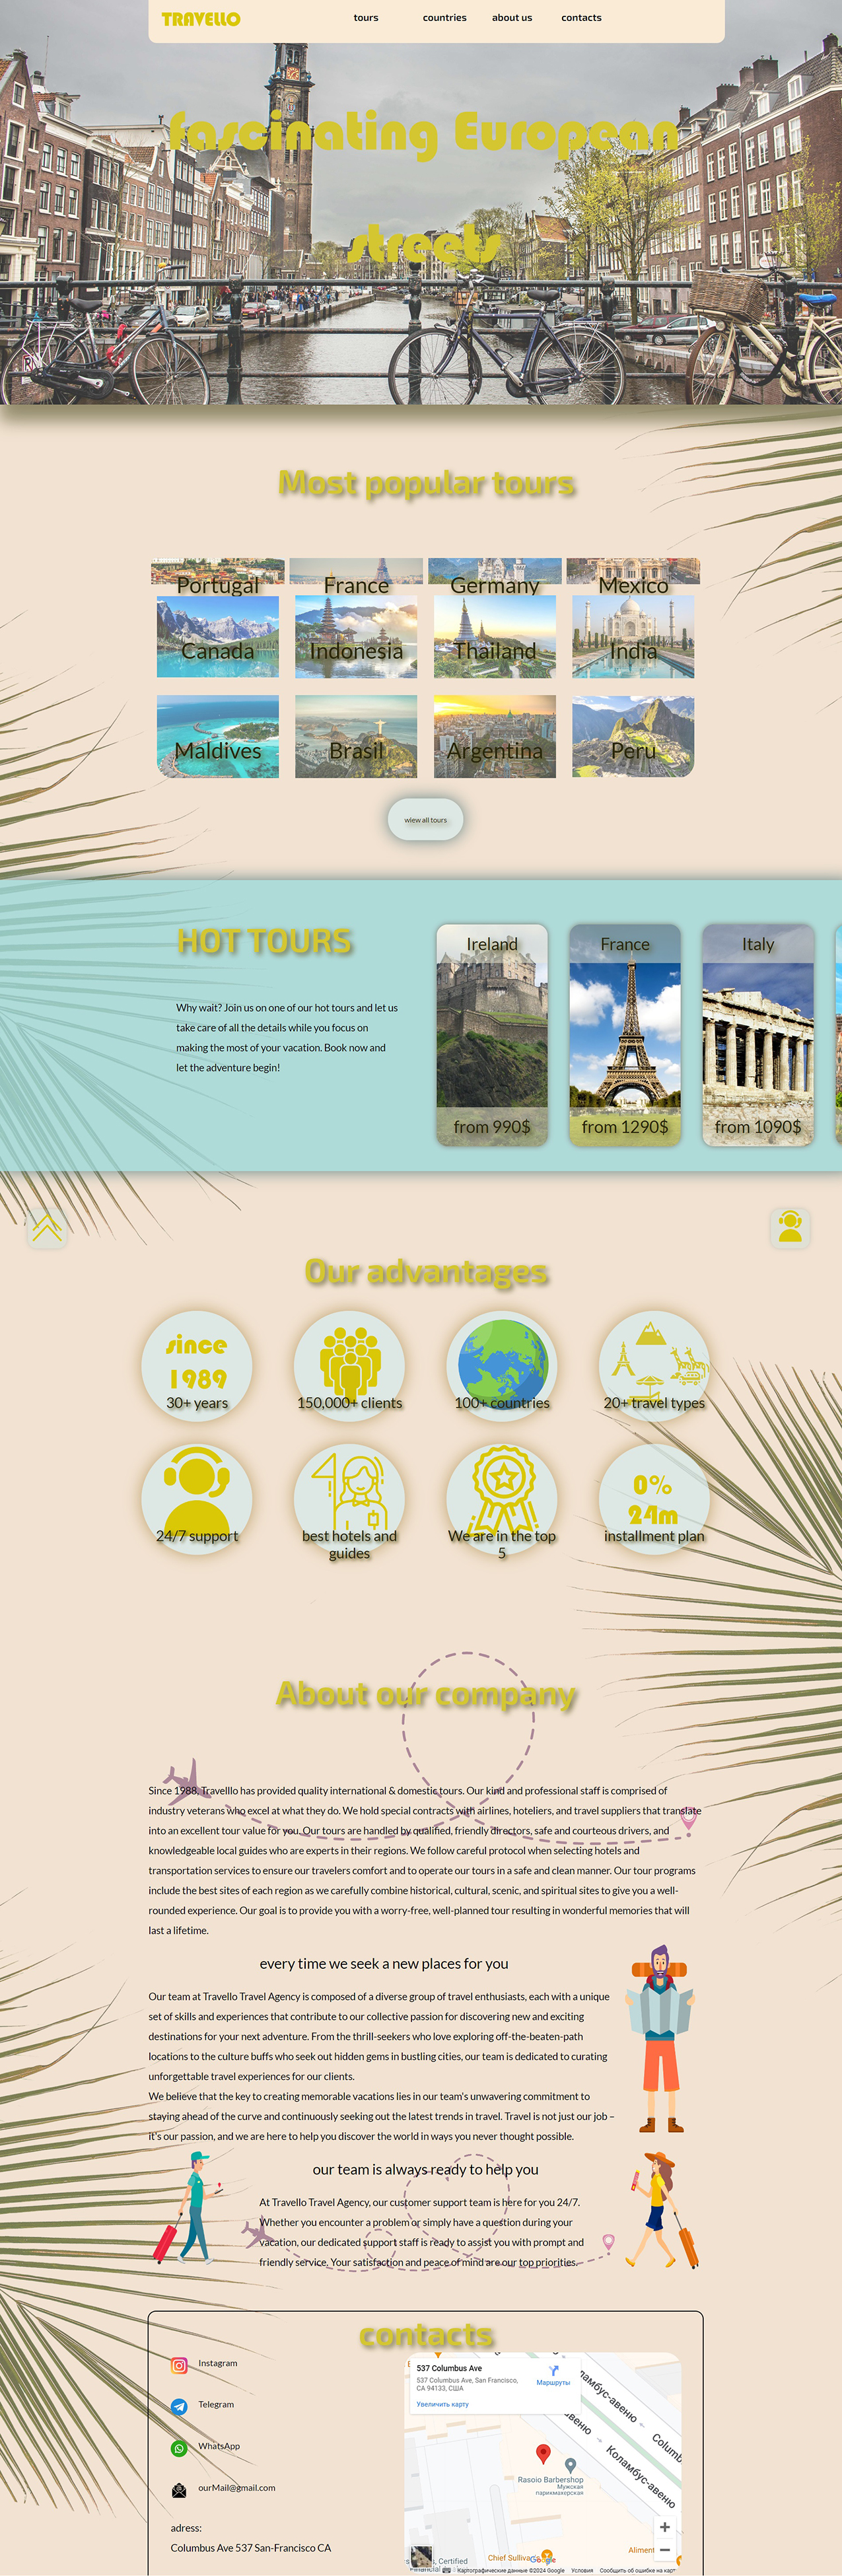 TRAVELLO
tours countries about us contacts
fascinating European
streets
Most popular tours
Portugal France Germany Mexico
Canada Indonesia Thailand India
Maldives Brasil Argentina Peru
wiew all tours
HOT TOURS
Why wait? Join us on one of our hot tours and let us
take care of all the details while you focus on
making the most of your vacation. Book now and
let the adventure begin!
Ireland France Italy
from 990$ from 1290$ from 1090$
Our advantages
since
1989
30+ years
150,000+ clients
100+ countries
20+ travel types
24/7 support
best hotels and
guides
We are in the top
5
0%
24m
installment plan
About our company
Since 1988, Travelllo has provided quality international & domestic tours. Our kind and professional staff is comprised of
industry veterans who excel at what they do. We hold special contracts with airlines, hoteliers, and travel suppliers that translate
into an excellent tour value for you. Our tours are handled by qualified, friendly directors, safe and courteous drivers, and
knowledgeable local guides who are experts in their regions. We follow careful protocol when selecting hotels and
transportation services to ensure our travelers comfort and to operate our tours in a safe and clean manner. Our tour programs
include the best sites of each region as we carefully combine historical, cultural, scenic, and spiritual sites to give you a well-
rounded experience. Our goal is to provide you with a worry-free, well-planned tour resulting in wonderful memories that will
last a lifetime.
every time we seek a new places for you
Our team at Travello Travel Agency is composed of a diverse group of travel enthusiasts, each with a unique
set of skills and experiences that contribute to our collective passion for discovering new and exciting
destinations for your next adventure. From the thrill-seekers who love exploring off-the-beaten-path
locations to the culture buffs who seek out hidden gems in bustling cities, our team is dedicated to curating
unforgettable travel experiences for our clients.
We believe that the key to creating memorable vacations lies in our team's unwavering commitment to
staying ahead of the curve and continuously seeking out the latest trends in travel. Travel is not just our job –
it's our passion, and we are here to help you discover the world in ways you never thought possible.
our team is always ready to help you
At Travello Travel Agency, our customer support team is here for you 24/7.
Whether you encounter a problem or simply have a question during your
vacation, our dedicated support staff is ready to assist you with prompt and
friendly service. Your satisfaction and peace of mind are our top priorities.
contacts
Instagram
Telegram
WhatsApp
ourMail@gmail.com
adress:
Columbus Ave 537 San-Francisco CA
537 Columbus Ave
537 Columbus Ave, San Francisco,
CA 94133, США
Маршруты
Увеличить карту
Коламбус-авеню
Rasoio Barbershop
Мужская
парикмахерская
Certified
Google
Картографические данные ©2024 Google Условия Сообщить об ошибке на карт